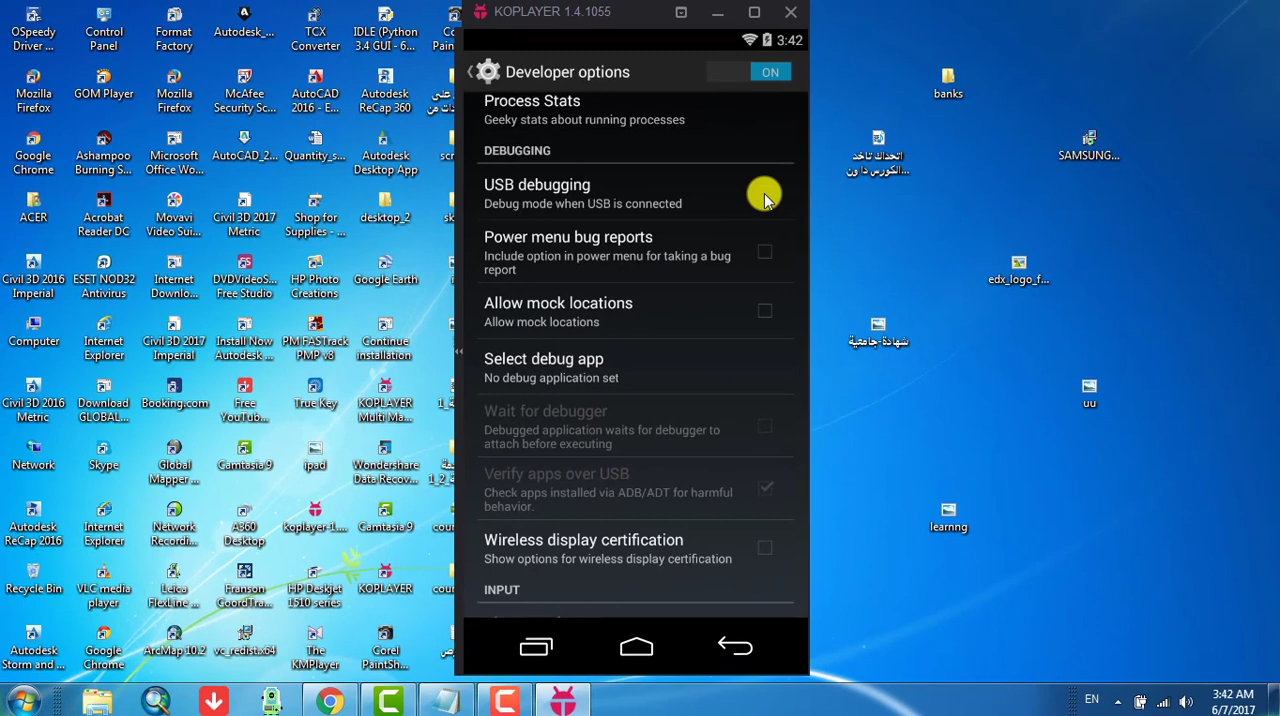 OSpeedy
Driver ...
Control
Panel
Format
Factory
Autodesk_...
TCX
Converter
IDLE (Python
3.4 GUI - 6...
Mozilla
Firefox
GOM Player
Mozilla
Firefox
McAfee
Security Sc...
AutoCAD
2016 - E...
Autodesk
ReCap 360
Google
Chrome
Ashampoo
Burning S...
Microsoft
Office Wo...
AutoCAD_2...
Quantity_s...
Autodesk
Desktop App
ACER
Acrobat
Reader DC
Movavi
Video Sui...
Civil 3D 2017
Metric
Shop for
Supplies - ...
desktop_2
Civil 3D 2016
Imperial
ESET NOD32
Antivirus
Internet
Downlo...
DVDVideoS...
Free Studio
HP Photo
Creations
Google Earth
Computer
Internet
Explorer
Civil 3D 2017
Imperial
Install Now
Autodesk ...
PM FASTrack
PMP v8
Continue
installation
Civil 3D 2016
Metric
Download
GLOBAL...
Booking.com
Free
YouTub...
True Key
KOPLAYER
Multi Ma...
Network
Skype
Global
Mapper ...
Camtasia 9
ipad
Wondershare
Data Recov...
Autodesk
ReCap 2016
Internet
Explorer
Network
Recordi...
A360
Desktop
koplayer-1....
Camtasia 9
Recycle Bin
VLC media
player
Leica
FlexLine ...
Franson
CoordTra...
HP Deskjet
1510 series
KOPLAYER
Autodesk
Storm and ...
Google
Chrome
ArcMap 10.2
vc_redist.x64
The
KMPlayer
Corel
PaintSh...
KOPLAYER 1.4.1055
3:42
Developer options
ON
Process Stats
Geeky stats about running processes
DEBUGGING
USB debugging
Debug mode when USB is connected
Power menu bug reports
Include option in power menu for taking a bug
report
Allow mock locations
Allow mock locations
Select debug app
No debug application set
Wait for debugger
Debugged application waits for debugger to
attach before executing
Verify apps over USB
Check apps installed via ADB/ADT for harmful
behavior.
Wireless display certification
Show options for wireless display certification
INPUT
banks
اتحداك تاخد
الكورس دا ون...
SAMSUNG...
edx_logo_f...
شهادة-جامعية
uu
learnng
EN
3:42 AM
6/7/2017